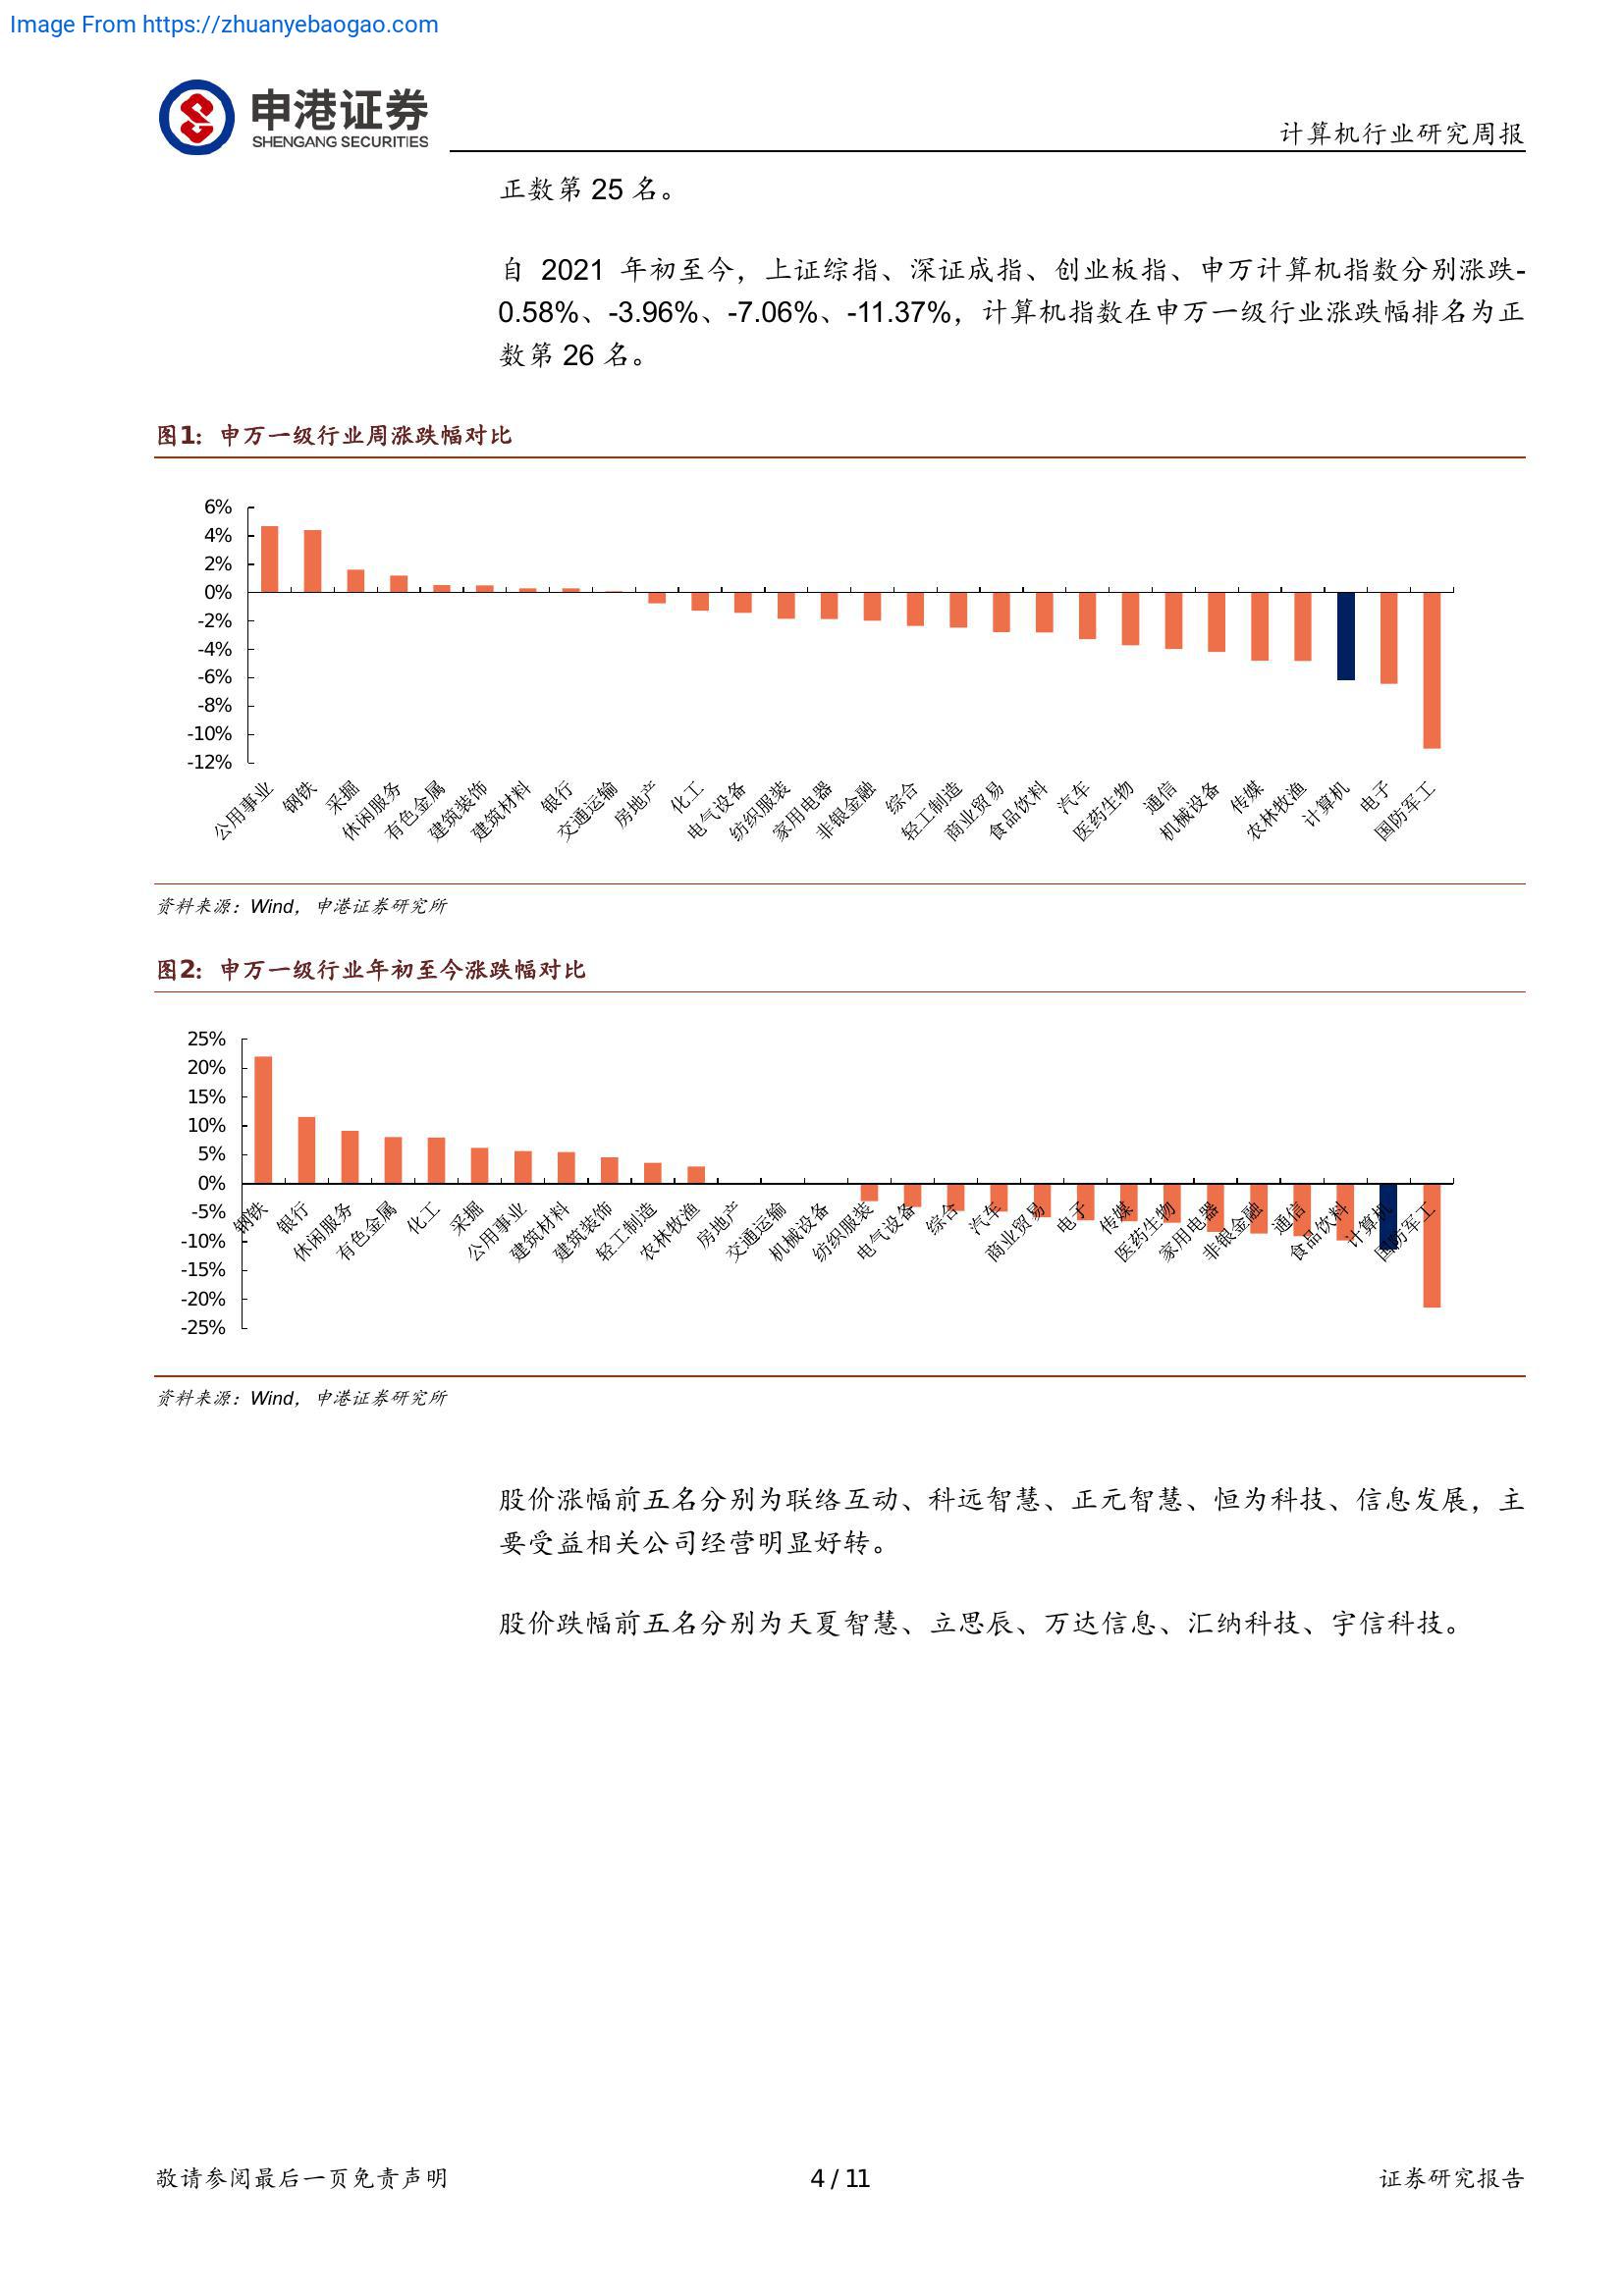 Image From https://zhuanyebaogao.com
申港证券
SHENGANG SECURITIES
计算机行业研究周报
正数第 25 名。
自 2021 年初至今，上证综指、深证成指、创业板指、申万计算机指数分别涨跌-
0.58%、-3.96%、-7.06%、-11.37%，计算机指数在申万一级行业涨跌幅排名为正
数第 26 名。
图1：申万一级行业周涨跌幅对比
6%
4%
2%
0%
-2%
-4%
-6%
-8%
-10%
-12%
公用事业
钢铁
采掘
休闲服务
有色金属
建筑装饰
建筑材料
银行
交通运输
房地产
化工
电气设备
纺织服装
家用电器
非银金融
综合
轻工制造
商业贸易
食品饮料
汽车
医药生物
通信
机械设备
传媒
农林牧渔
计算机
电子
国防军工
资料来源：Wind，申港证券研究所
图2：申万一级行业年初至今涨跌幅对比
25%
20%
15%
10%
5%
0%
-5%
-10%
-15%
-20%
-25%
钢铁
银行
休闲服务
有色金属
化工
采掘
公用事业
建筑材料
建筑装饰
轻工制造
农林牧渔
房地产
交通运输
机械设备
纺织服装
电气设备
综合
汽车
商业贸易
电子
传媒
医药生物
家用电器
非银金融
通信
食品饮料
计算机
国防军工
资料来源：Wind，申港证券研究所
股价涨幅前五名分别为联络互动、科远智慧、正元智慧、恒为科技、信息发展，主
要受益相关公司经营明显好转。
股价跌幅前五名分别为天夏智慧、立思辰、万达信息、汇纳科技、宇信科技。
敬请参阅最后一页免责声明
4 / 11
证券研究报告